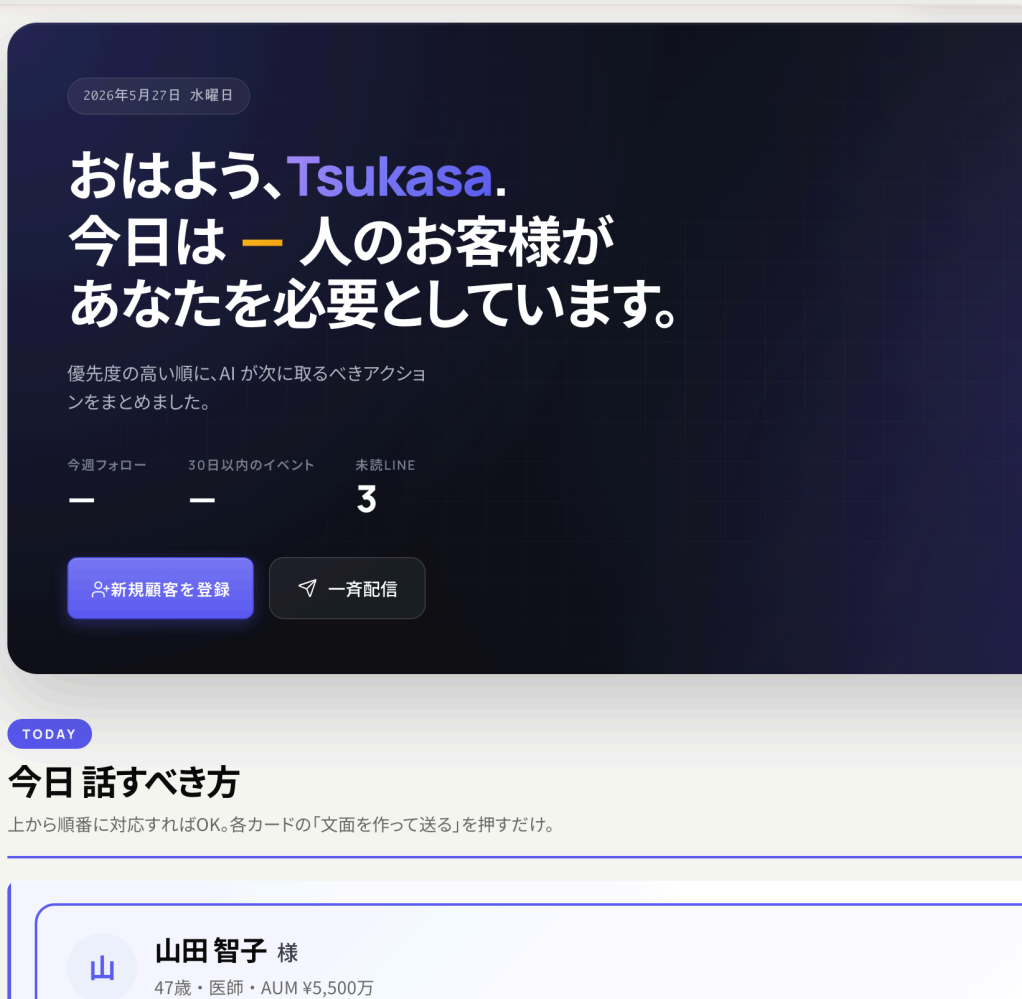 2026年5月27日 水曜日
おはよう、Tsukasa.
今日は — 人のお客様が
あなたを必要としています。
優先度の高い順に、AI が次に取るべきアクショ
ンをまとめました。
今週フォロー 30日以内のイベント 未読LINE
— — 3
新規顧客を登録 一斉配信
TODAY
今日 話すべき方
上から順番に対応すればOK。各カードの「文面を作って送る」を押すだけ。
山田 智子 様
山
47歳・医師・AUM ¥5,500万